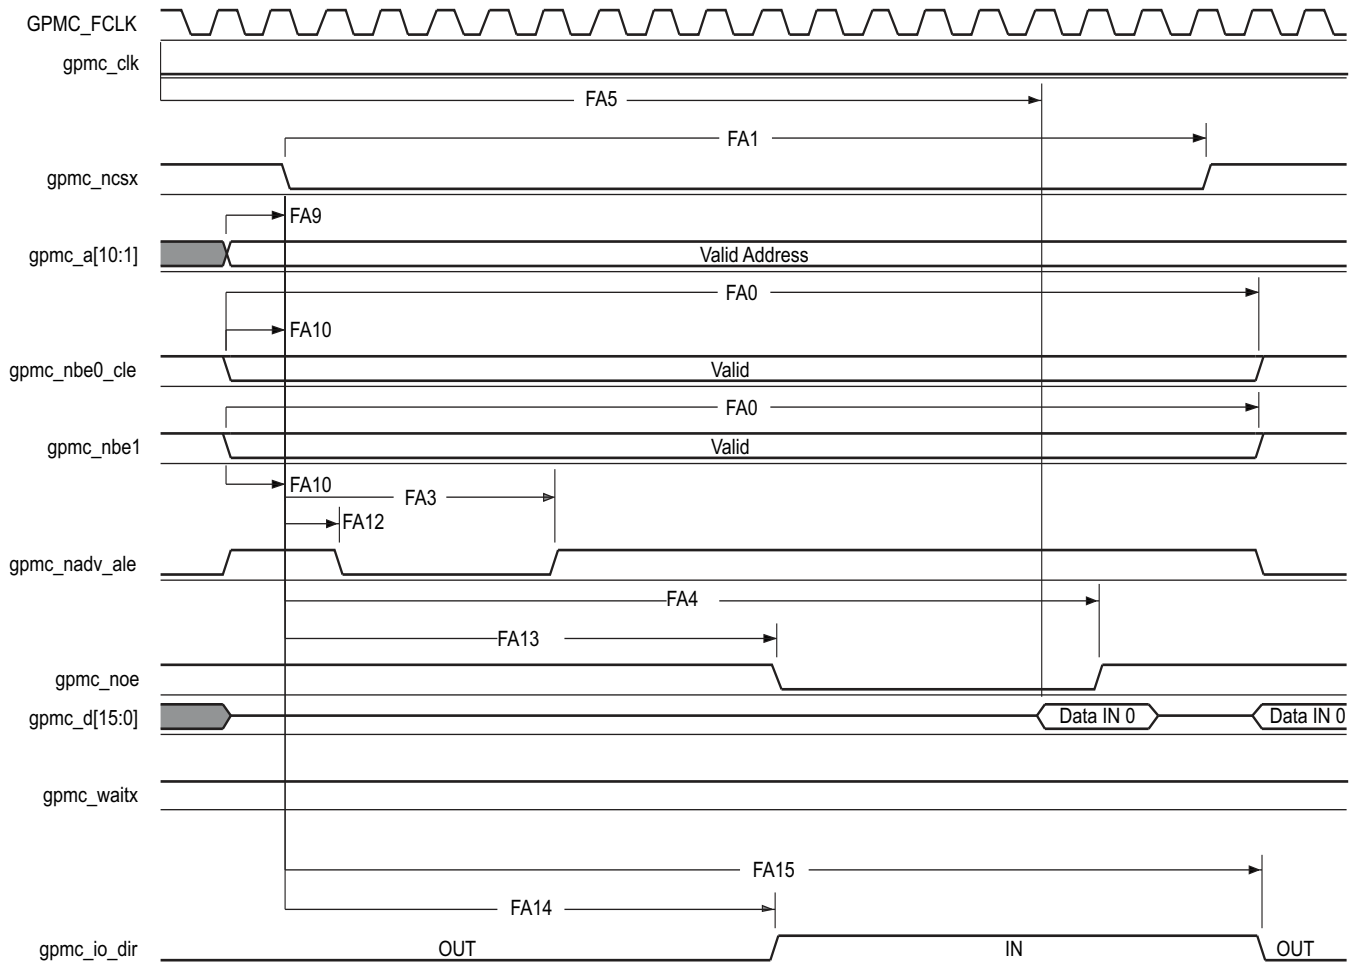 GPMC_FCLK
gpmc_clk
FA5
FA1
gpmc_ncsx
FA9
gpmc_a[10:1]
Valid Address
FA0
FA10
gpmc_nbe0_cle
Valid
FA0
gpmc_nbe1
Valid
FA10
FA3
FA12
gpmc_nadv_ale
FA4
FA13
gpmc_noe
gpmc_d[15:0]
Data IN 0
Data IN 0
gpmc_waitx
FA15
FA14
gpmc_io_dir
OUT
IN
OUT